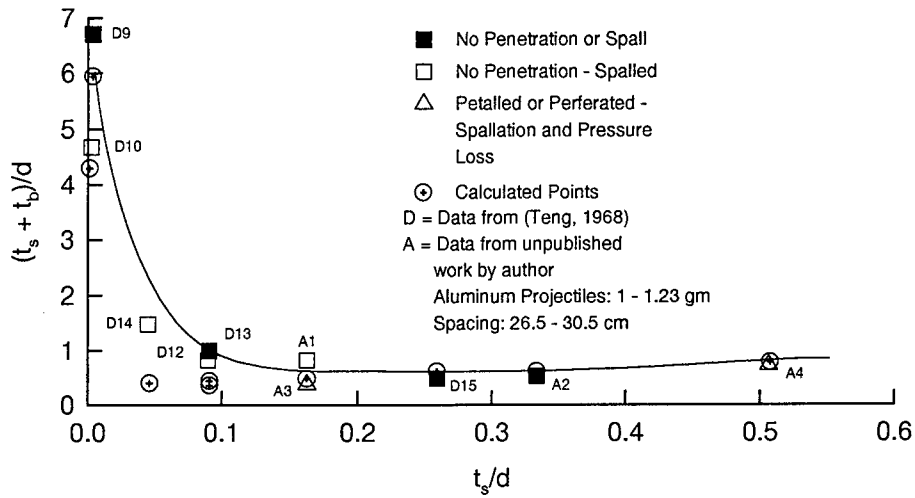 7
6
5
4
3
2
1
0
(t_s + t_b)/d
0.0
0.1
0.2
0.3
0.4
0.5
0.6
t_s/d
D9
D10
D14
D12
D13
A1
A3
D15
A2
A4
No Penetration or Spall
No Penetration - Spalled
Petalled or Perferated -
Spallation and Pressure
Loss
Calculated Points
D = Data from (Teng, 1968)
A = Data from unpublished
work by author
Aluminum Projectiles: 1 - 1.23 gm
Spacing: 26.5 - 30.5 cm